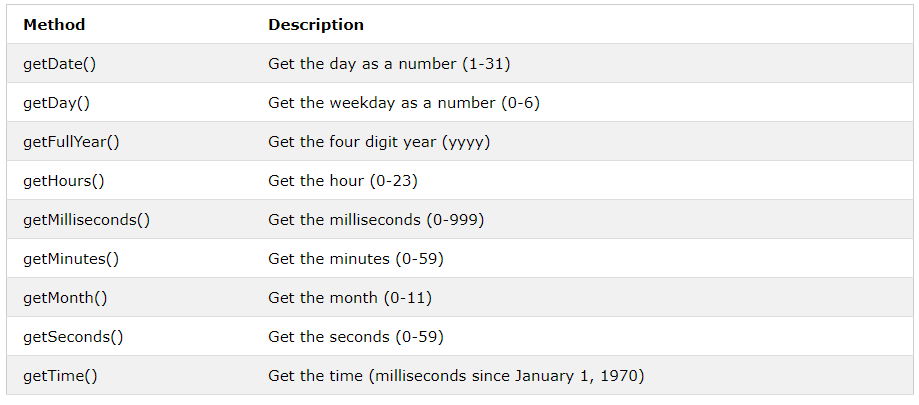 Method Description
getDate() Get the day as a number (1-31)
getDay() Get the weekday as a number (0-6)
getFullYear() Get the four digit year (yyyy)
getHours() Get the hour (0-23)
getMilliseconds() Get the milliseconds (0-999)
getMinutes() Get the minutes (0-59)
getMonth() Get the month (0-11)
getSeconds() Get the seconds (0-59)
getTime() Get the time (milliseconds since January 1, 1970)